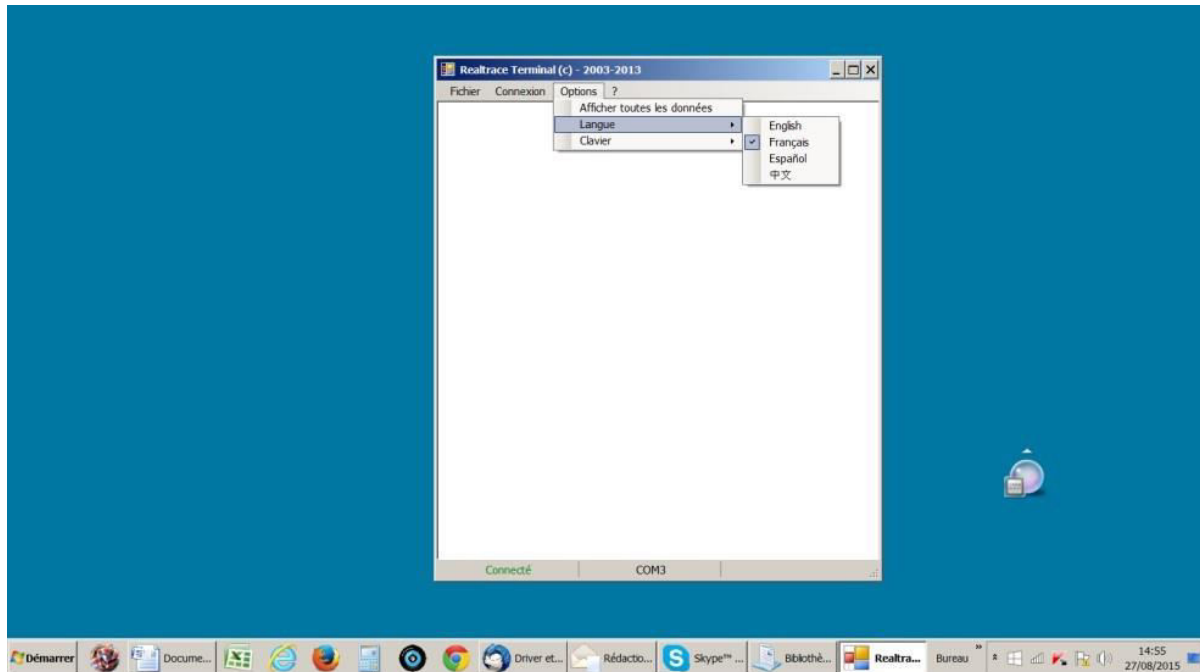 Realtrace Terminal (c) - 2003-2013
Fichier Connexion Options ?
Afficher toutes les données
Langue
Clavier
English
Français
Español
中文
Connecté COM3
Démarrer Docume... Driver et... Rédactio... Skype™ ... Bibliothè... Realtra... Bureau » 14:55
27/08/2015